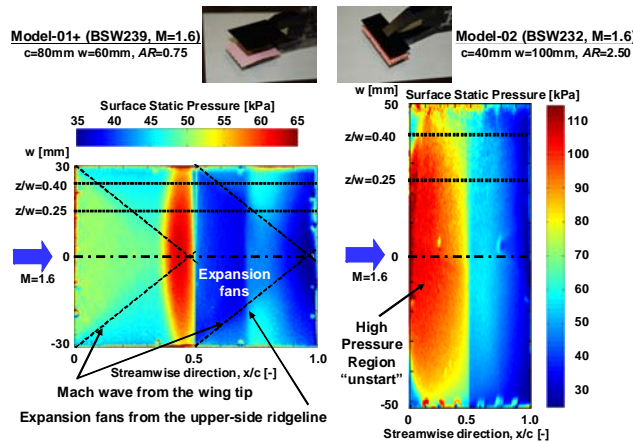 Model-01+ (BSW239, M=1.6)
c=80mm w=60mm, AR=0.75
Model-02 (BSW232, M=1.6)
c=40mm w=100mm, AR=2.50
Surface Static Pressure [kPa]
35 40 45 50 55 60 65
w [mm]
30
z/w=0.40
z/w=0.25
0
M=1.6
-30
Expansion
fans
0 0.5 1.0
Streamwise direction, x/c [-]
Mach wave from the wing tip
Expansion fans from the upper-side ridgeline
Surface Static Pressure [kPa]
w [mm]
50
z/w=0.40
z/w=0.25
0
M=1.6
High
Pressure
Region
“unstart”
-50
0 0.5 1.0
Streamwise direction, x/c [-]
110
100
90
80
70
60
50
40
30